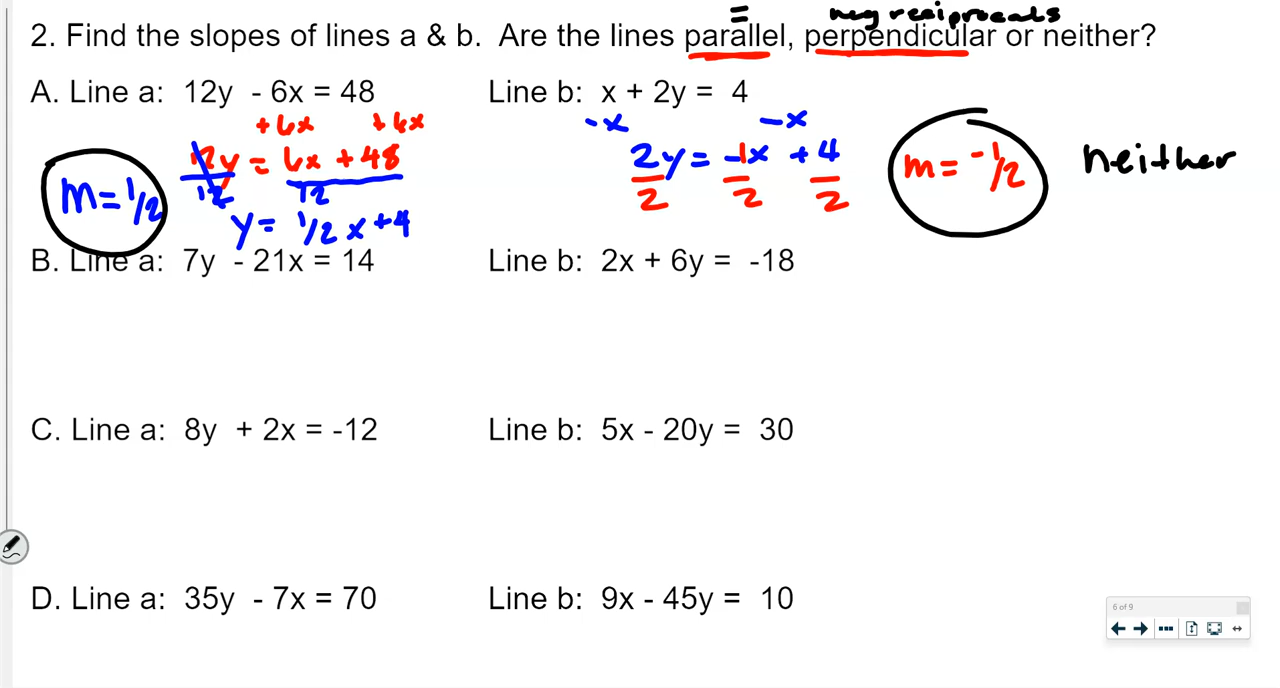 = neg reciprocals
2. Find the slopes of lines a & b. Are the lines parallel, perpendicular or neither?
A. Line a: 12y - 6x = 48 Line b: x + 2y = 4
+6x +6x -x -x
12y = 6x + 48 2y = -1x + 4 m = -1/2 neither
12 12 2 2 2
m = 1/2 y = 1/2 x + 4
B. Line a: 7y - 21x = 14 Line b: 2x + 6y = -18
C. Line a: 8y + 2x = -12 Line b: 5x - 20y = 30
D. Line a: 35y - 7x = 70 Line b: 9x - 45y = 10
6 of 9